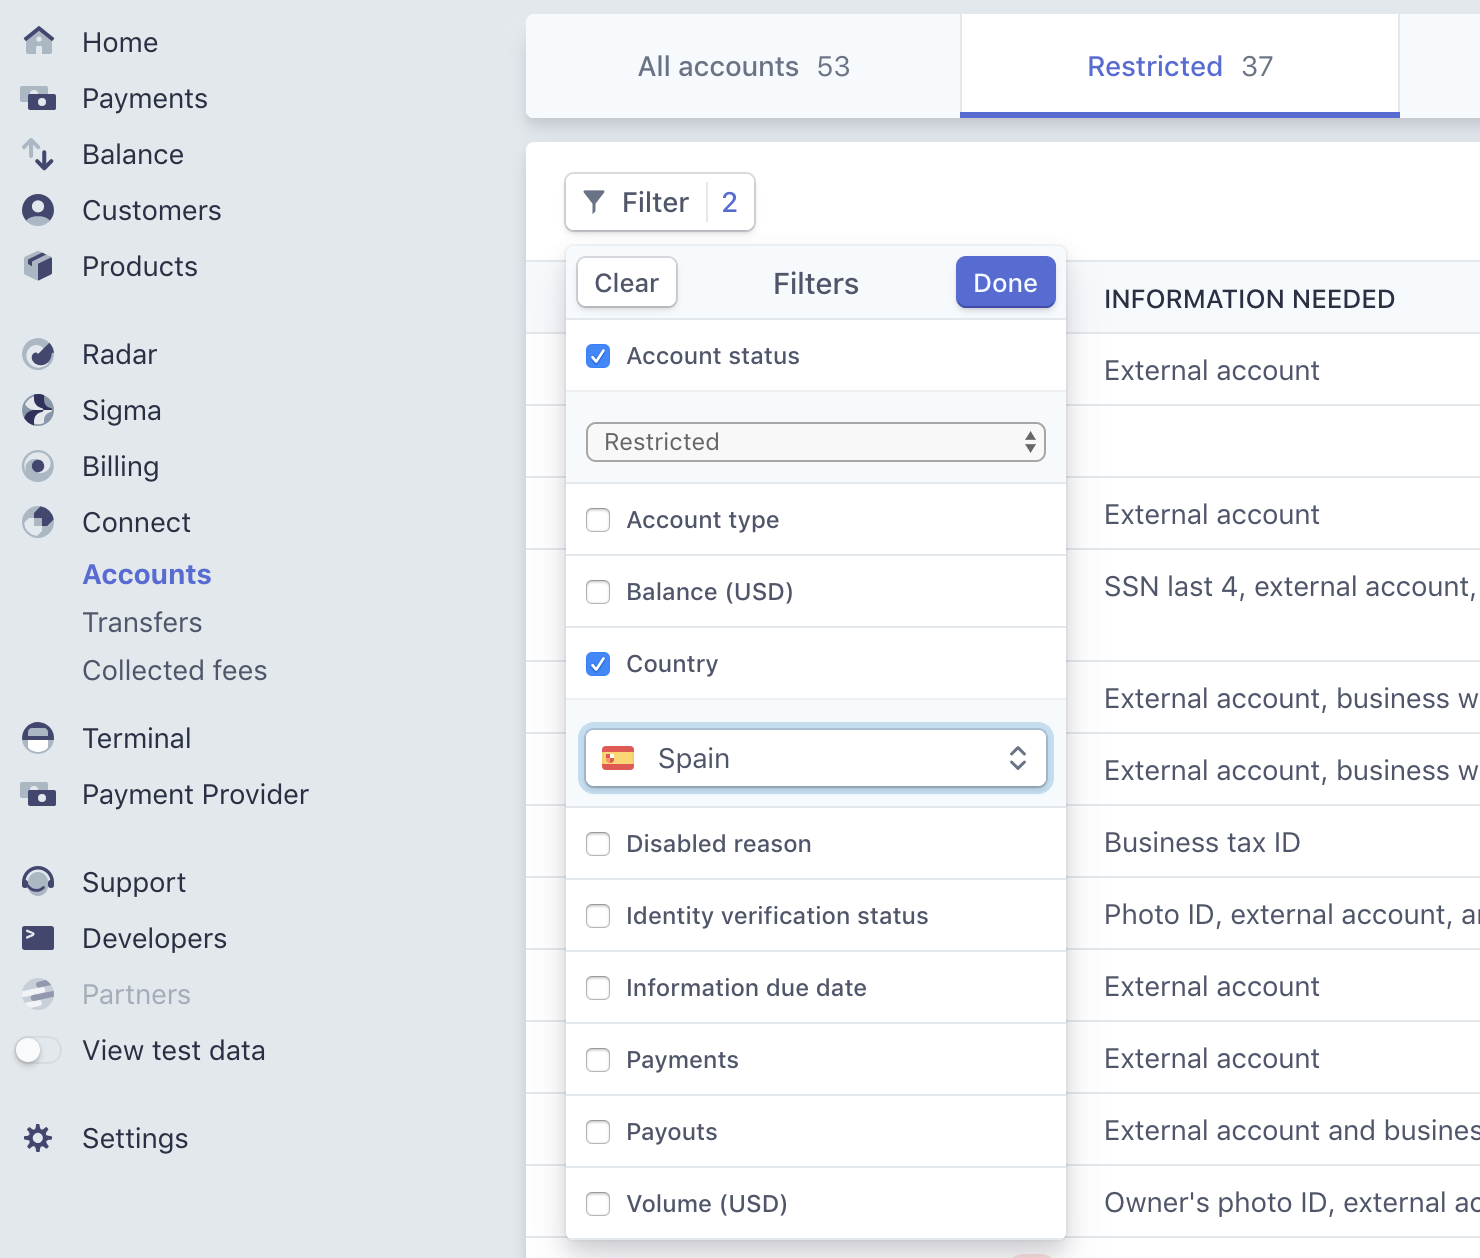 Home
Payments
Balance
Customers
Products
Radar
Sigma
Billing
Connect
Accounts
Transfers
Collected fees
Terminal
Payment Provider
Support
Developers
Partners
View test data
Settings
All accounts 53
Restricted 37
Filter 2
Clear Filters Done
Account status
Restricted
Account type
Balance (USD)
Country
Spain
Disabled reason
Identity verification status
Information due date
Payments
Payouts
Volume (USD)
INFORMATION NEEDED
External account
External account
SSN last 4, external account,
External account, business w
External account, business w
Business tax ID
Photo ID, external account, a
External account
External account
External account and busines
Owner's photo ID, external ac